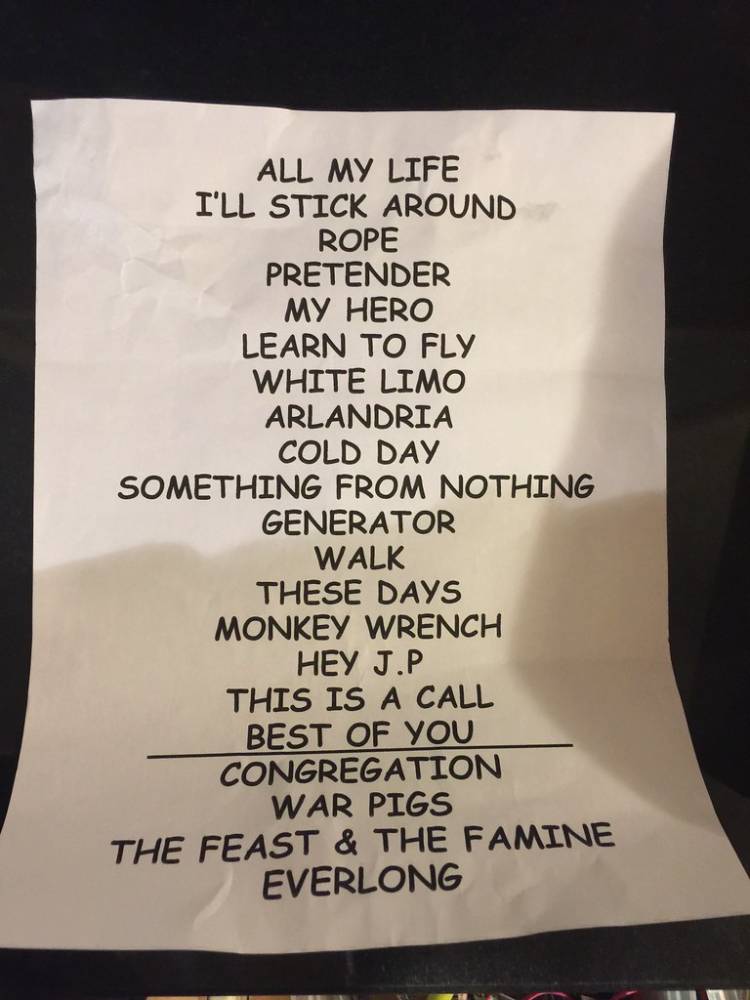 ALL MY LIFE
I'LL STICK AROUND
ROPE
PRETENDER
MY HERO
LEARN TO FLY
WHITE LIMO
ARLANDRIA
COLD DAY
SOMETHING FROM NOTHING
GENERATOR
WALK
THESE DAYS
MONKEY WRENCH
HEY J.P
THIS IS A CALL
BEST OF YOU
CONGREGATION
WAR PIGS
THE FEAST & THE FAMINE
EVERLONG